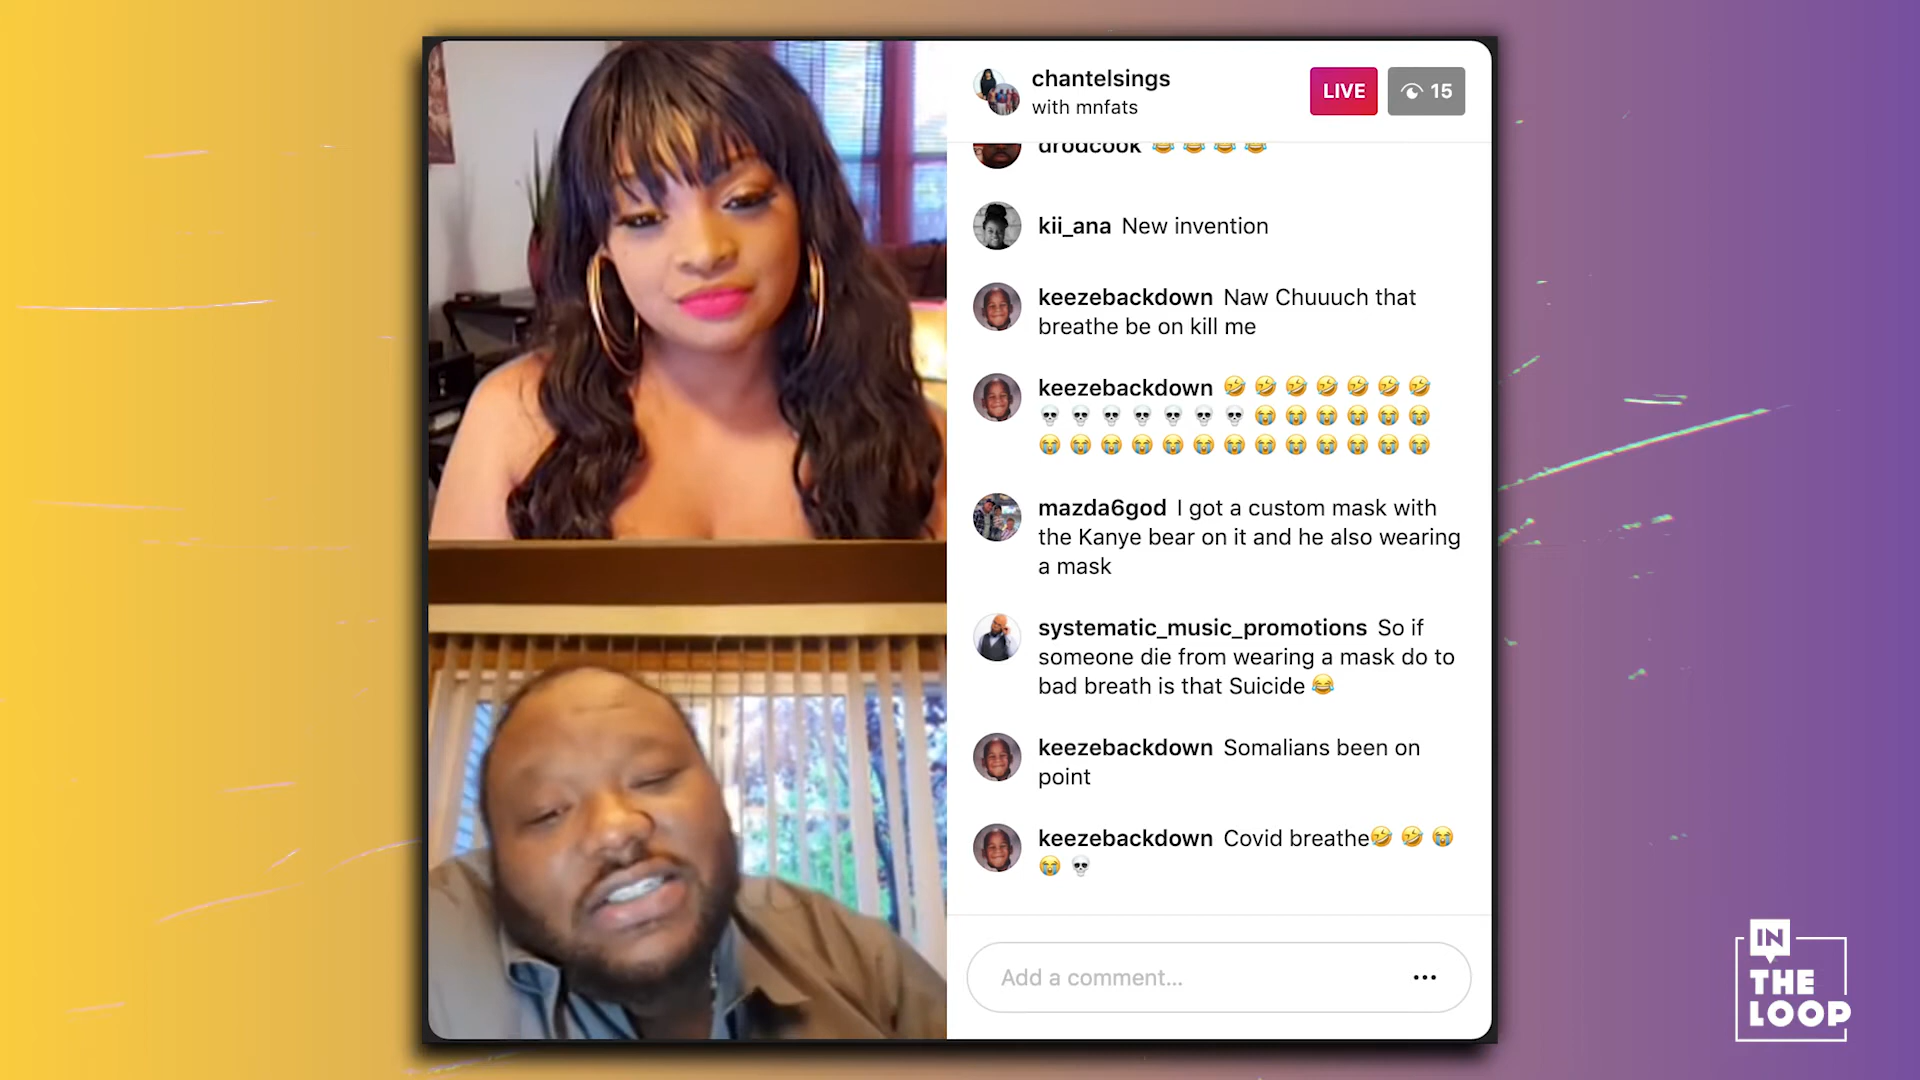 chantelsings
with mnfats
LIVE
15
drodcook 😂 😂 😂 😂
kii_ana New invention
keezebackdown Naw Chuuuch that
breathe be on kill me
keezebackdown 🤣 🤣 🤣 🤣 🤣 🤣 🤣
💀 💀 💀 💀 💀 💀 💀 😭 😭 😭 😭 😭 😭
😭 😭 😭 😭 😭 😭 😭 😭 😭 😭 😭 😭 😭
mazda6god I got a custom mask with
the Kanye bear on it and he also wearing
a mask
systematic_music_promotions So if
someone die from wearing a mask do to
bad breath is that Suicide 😂
keezebackdown Somalians been on
point
keezebackdown Covid breathe🤣 🤣 😭
😭 💀
Add a comment...
IN
THE
LOOP